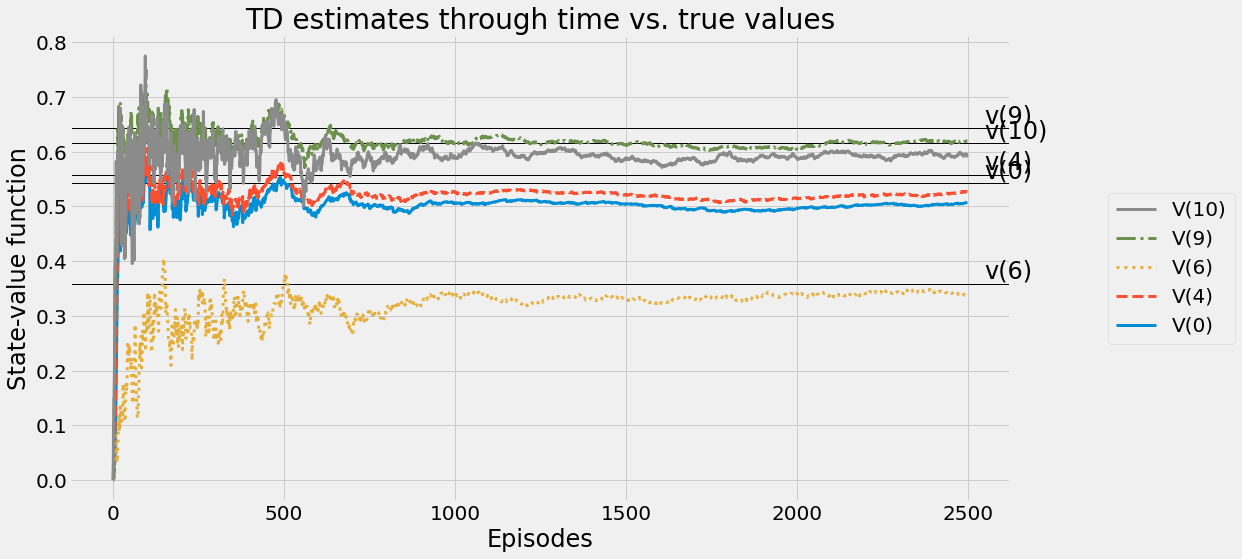 TD estimates through time vs. true values
State-value function
0.8
0.7
0.6
0.5
0.4
0.3
0.2
0.1
0.0
0
500
1000
1500
2000
2500
Episodes
v(9)
v(10)
v(4)
v(0)
v(6)
V(10)
V(9)
V(6)
V(4)
V(0)